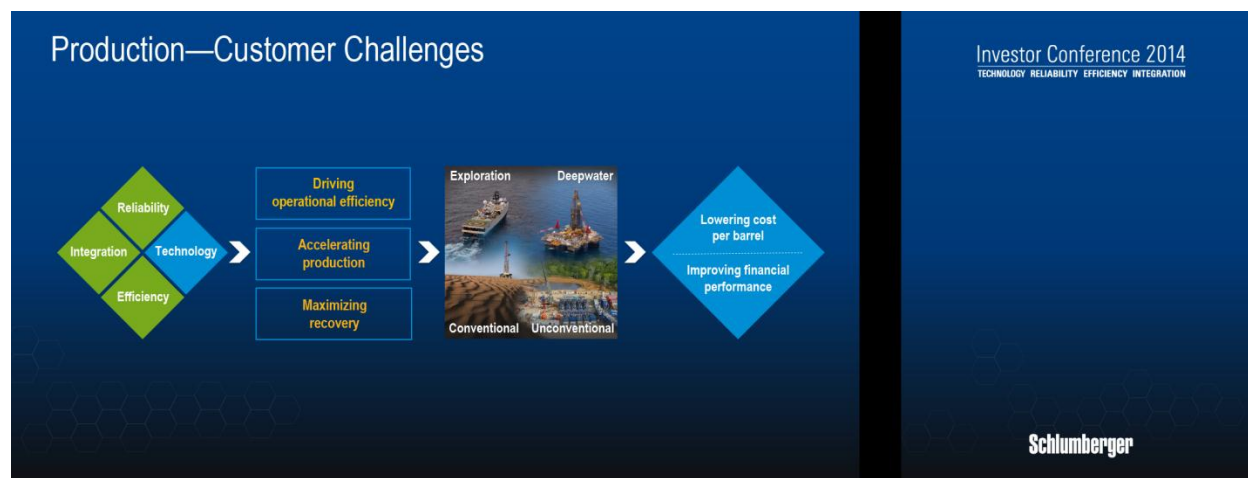 Production—Customer Challenges
Investor Conference 2014
TECHNOLOGY RELIABILITY EFFICIENCY INTEGRATION
Reliability
Integration
Technology
Efficiency
Driving
operational efficiency
Accelerating
production
Maximizing
recovery
Exploration
Deepwater
Conventional
Unconventional
Lowering cost
per barrel
Improving financial
performance
Schlumberger